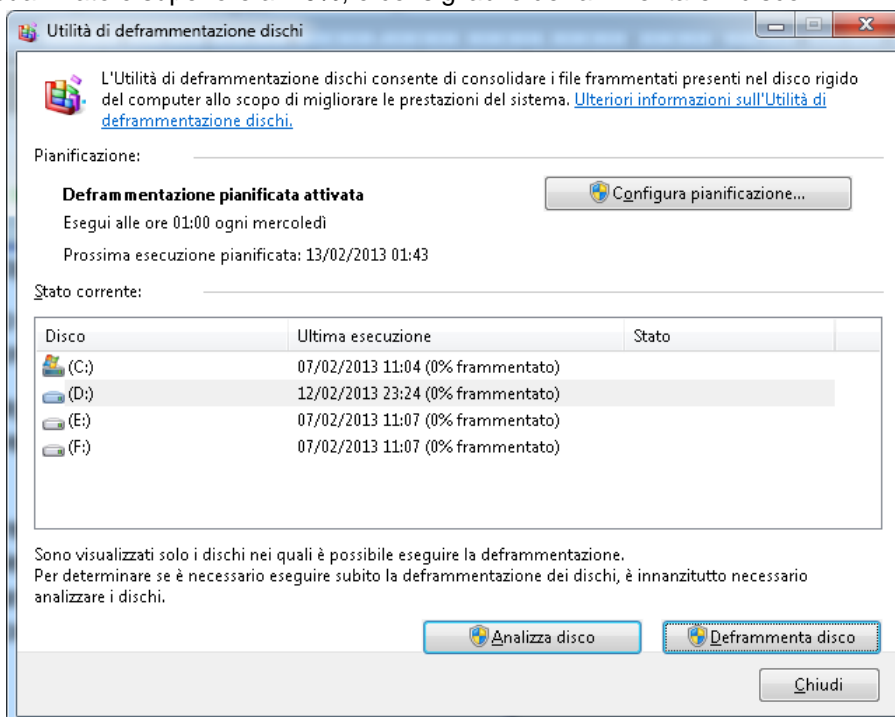 Utilità di deframmentazione dischi
L'Utilità di deframmentazione dischi consente di consolidare i file frammentati presenti nel disco rigido
del computer allo scopo di migliorare le prestazioni del sistema. Ulteriori informazioni sull'Utilità di
deframmentazione dischi.
Pianificazione:
Deframmentazione pianificata attivata
Configura pianificazione...
Esegui alle ore 01:00 ogni mercoledì
Prossima esecuzione pianificata: 13/02/2013 01:43
Stato corrente:
Disco Ultima esecuzione Stato
(C:) 07/02/2013 11:04 (0% frammentato)
(D:) 12/02/2013 23:24 (0% frammentato)
(E:) 07/02/2013 11:07 (0% frammentato)
(F:) 07/02/2013 11:07 (0% frammentato)
Sono visualizzati solo i dischi nei quali è possibile eseguire la deframmentazione.
Per determinare se è necessario eseguire subito la deframmentazione dei dischi, è innanzitutto necessario
analizzare i dischi.
Analizza disco Deframmenta disco
Chiudi